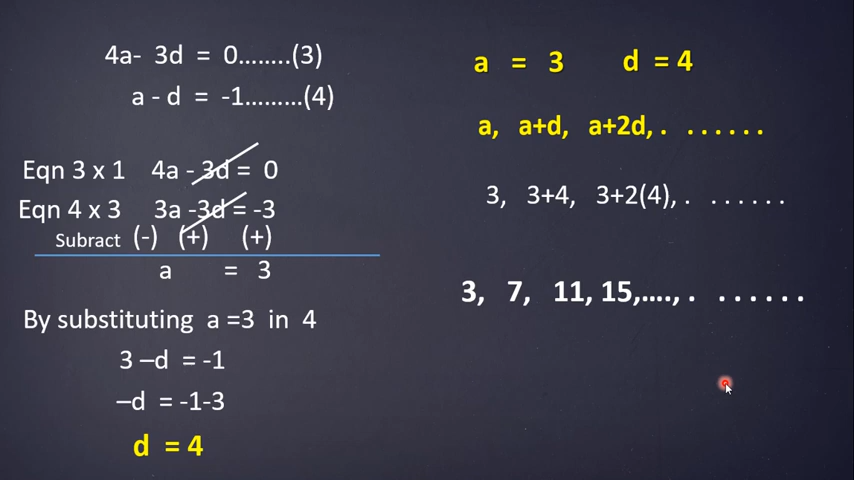 4a- 3d = 0........(3)
a - d = -1.........(4)
Eqn 3 x 1 4a - 3d = 0
Eqn 4 x 3 3a -3d = -3
Subtract (-) (+) (+)
a = 3
By substituting a =3 in 4
3 –d = -1
–d = -1-3
d = 4
a = 3 d = 4
a, a+d, a+2d, . . . . . . .
3, 3+4, 3+2(4), . . . . . . .
3, 7, 11, 15,...., . . . . . . .